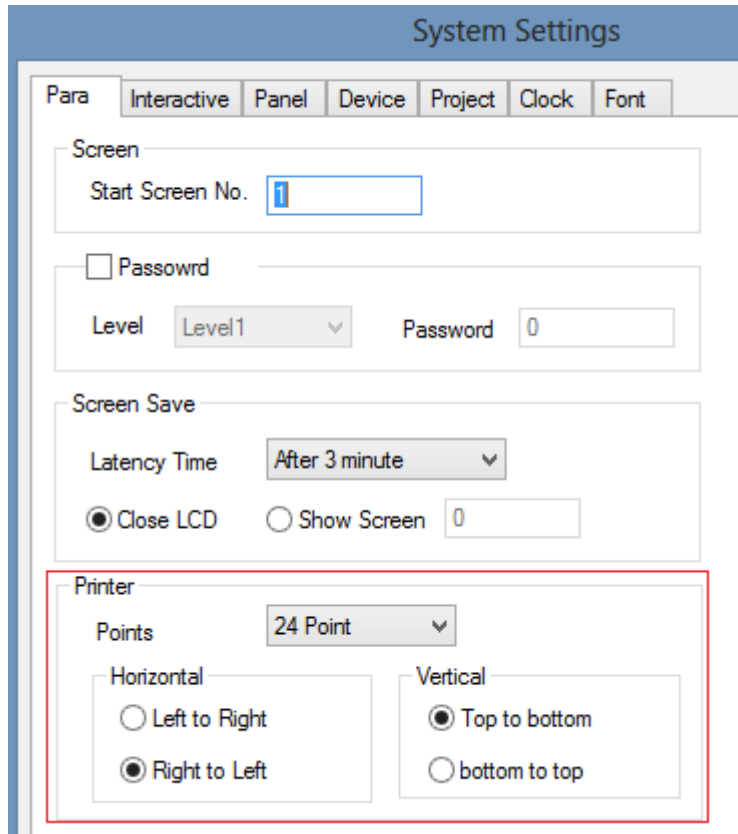 System Settings
Para Interactive Panel Device Project Clock Font
Screen
Start Screen No. 1
Passowrd
Level Level1 Password 0
Screen Save
Latency Time After 3 minute
Close LCD Show Screen 0
Printer
Points 24 Point
Horizontal Vertical
Left to Right Top to bottom
Right to Left bottom to top